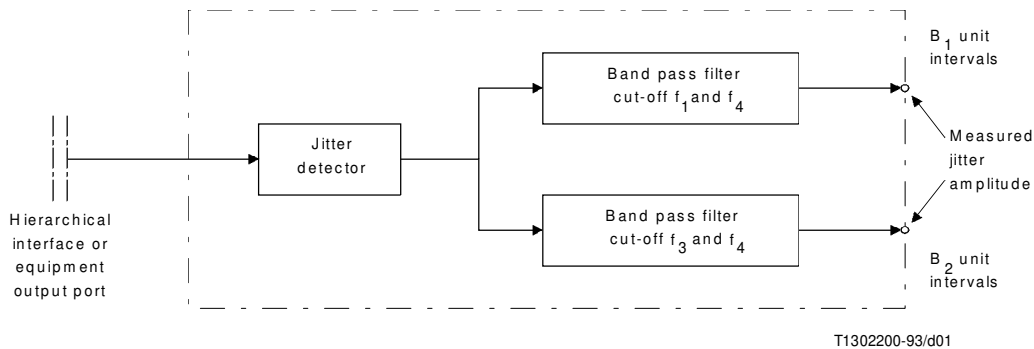 Hierarchical
interface or
equipment
output port
Jitter
detector
Band pass filter
cut-off f1 and f4
Band pass filter
cut-off f3 and f4
B1 unit
intervals
Measured
jitter
amplitude
B2 unit
intervals
T1302200-93/d01